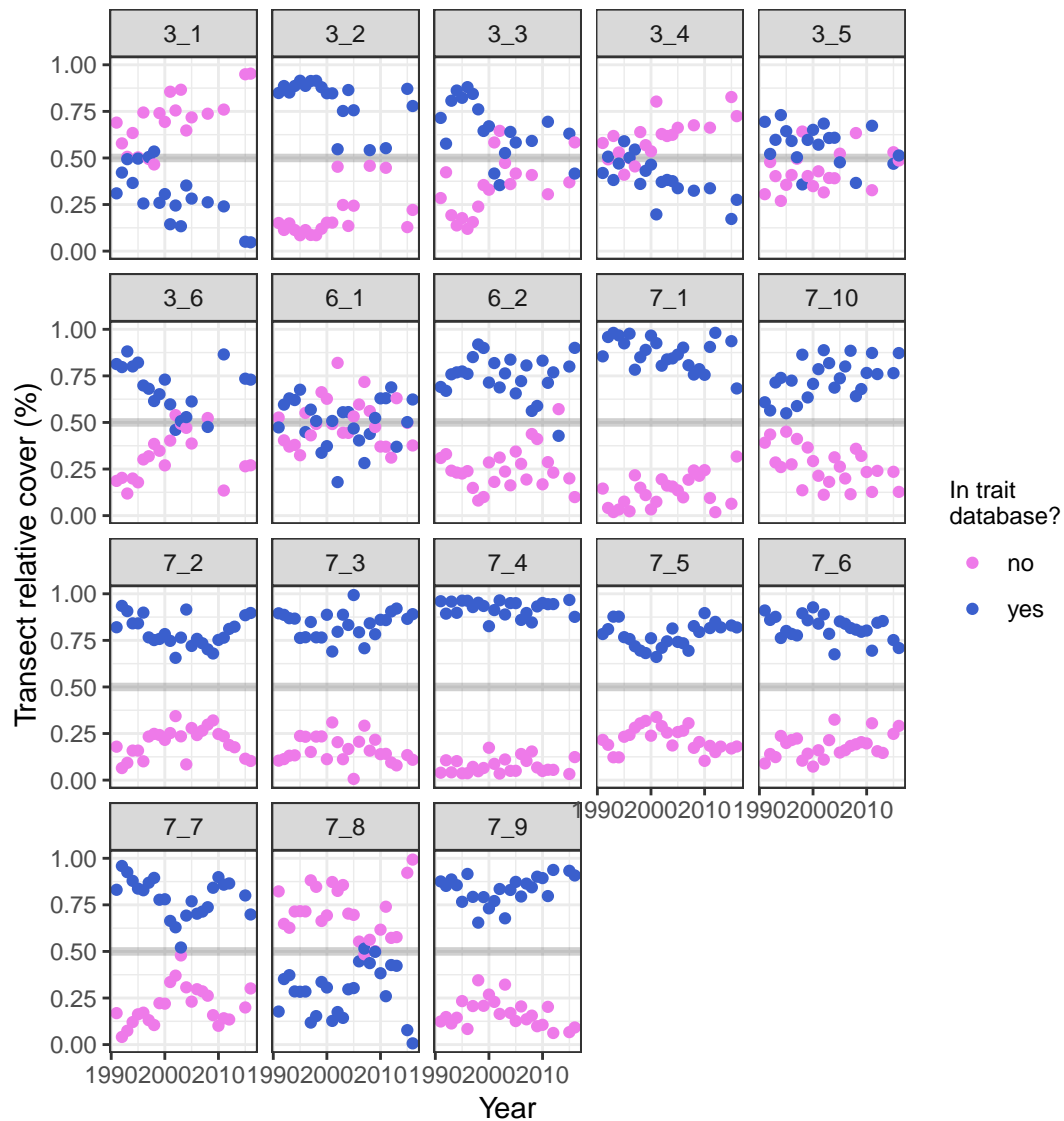 3_1 3_2 3_3 3_4 3_5
1.00
0.75
0.50
0.25
0.00
3_6 6_1 6_2 7_1 7_10
1.00
0.75
0.50
0.25
0.00
7_2 7_3 7_4 7_5 7_6
1.00
0.75
0.50
0.25
0.00
1990 2000 2010 1990 2000 2010
7_7 7_8 7_9
1.00
0.75
0.50
0.25
0.00
1990 2000 2010 1990 2000 2010 1990 2000 2010
Year
Transect relative cover (%)
In trait
database?
no
yes